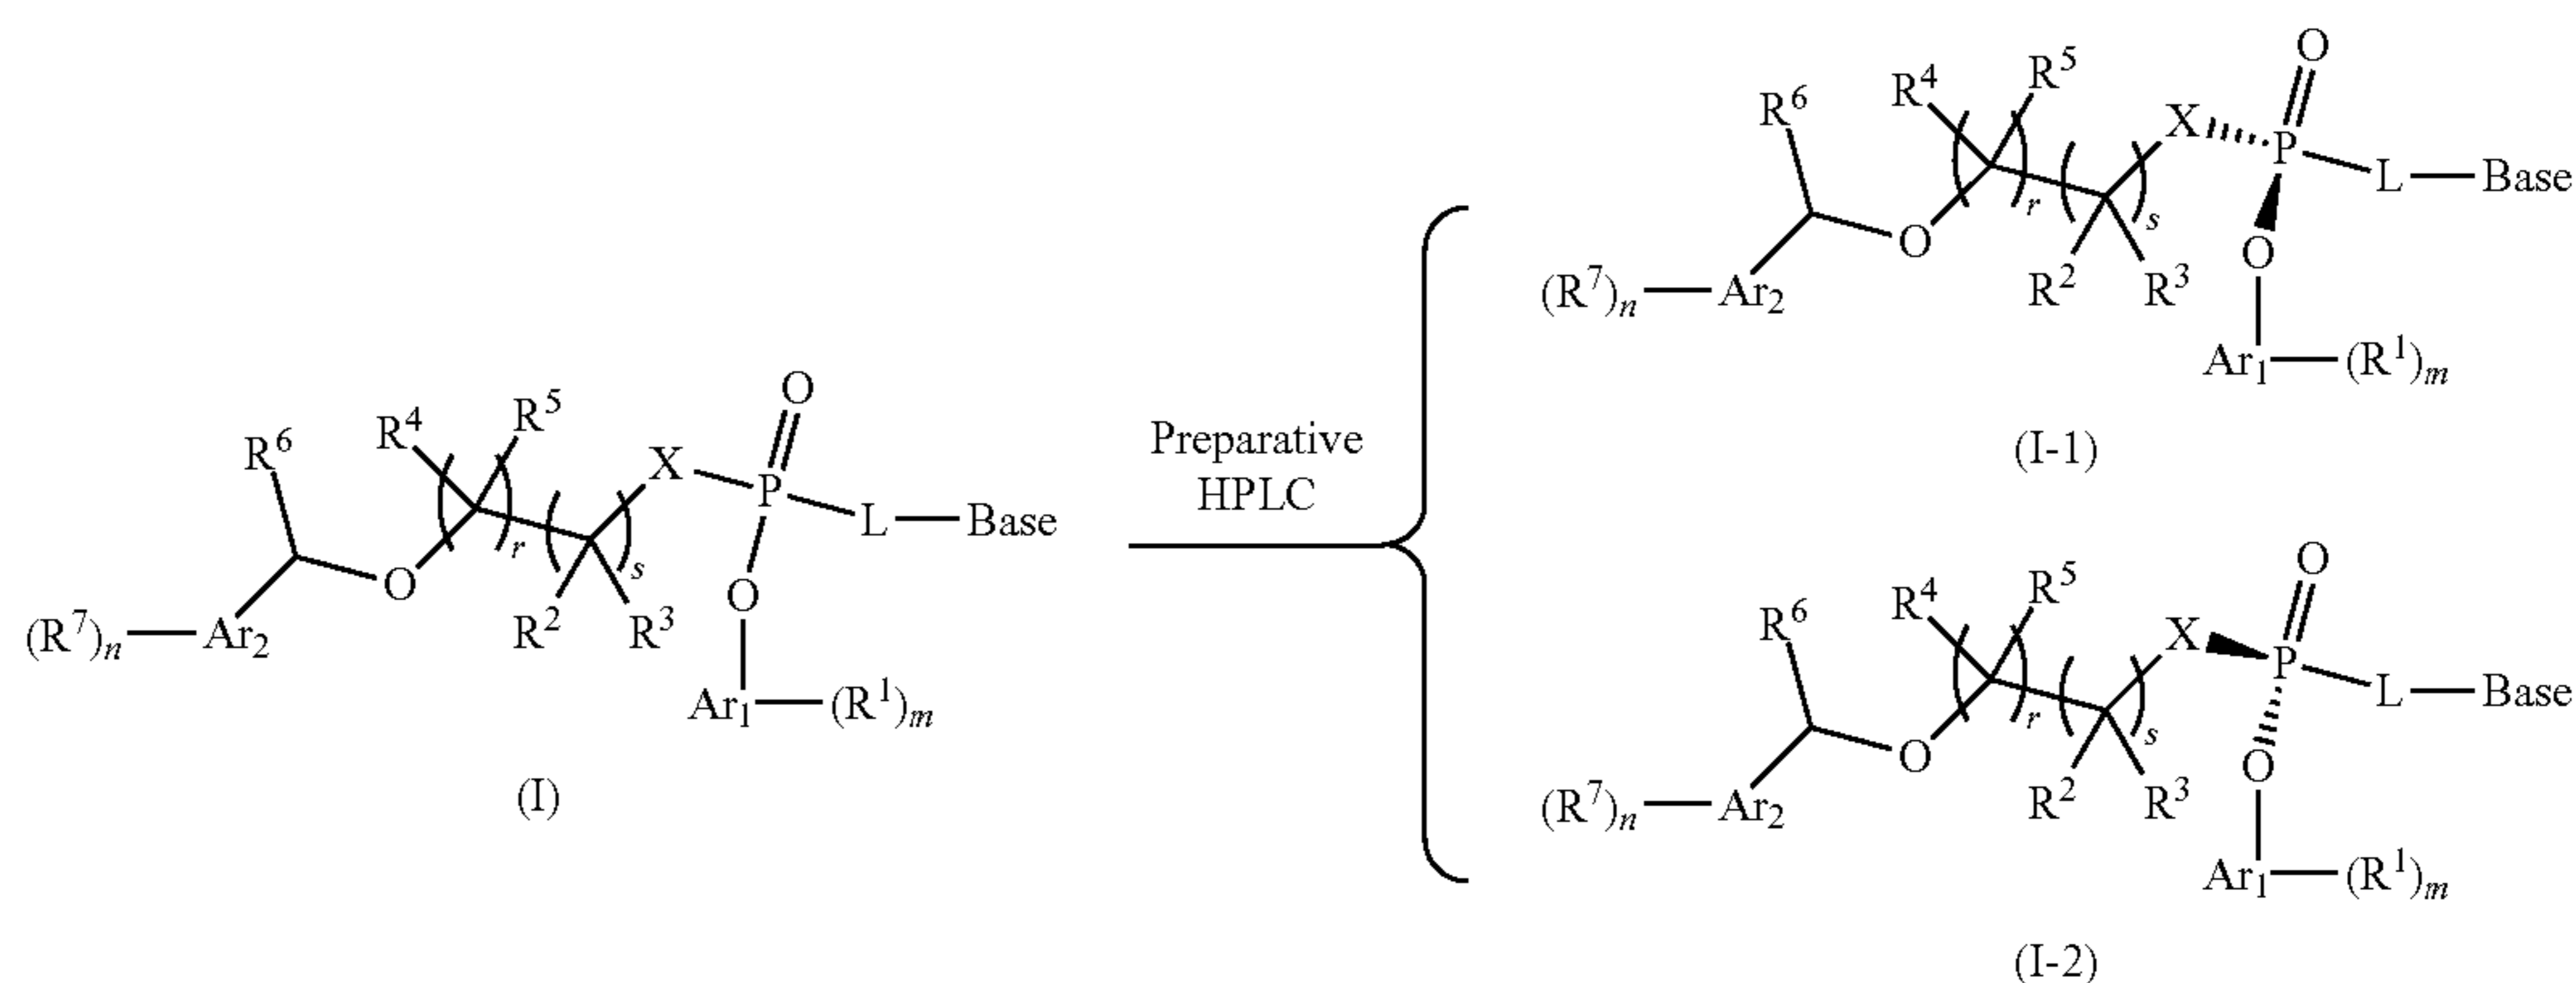 O
R⁴ R⁵
R⁶ X P L Base
( )r ( )s
O O
R² R³
(R⁷)n Ar₂
Ar₁ (R¹)m
(I)
Preparative
HPLC
O
R⁴ R⁵
R⁶ X P L Base
( )r ( )s
O O
R² R³
(R⁷)n Ar₂
Ar₁ (R¹)m
(I-1)
O
R⁴ R⁵
R⁶ X P L Base
( )r ( )s
O O
R² R³
(R⁷)n Ar₂
Ar₁ (R¹)m
(I-2)